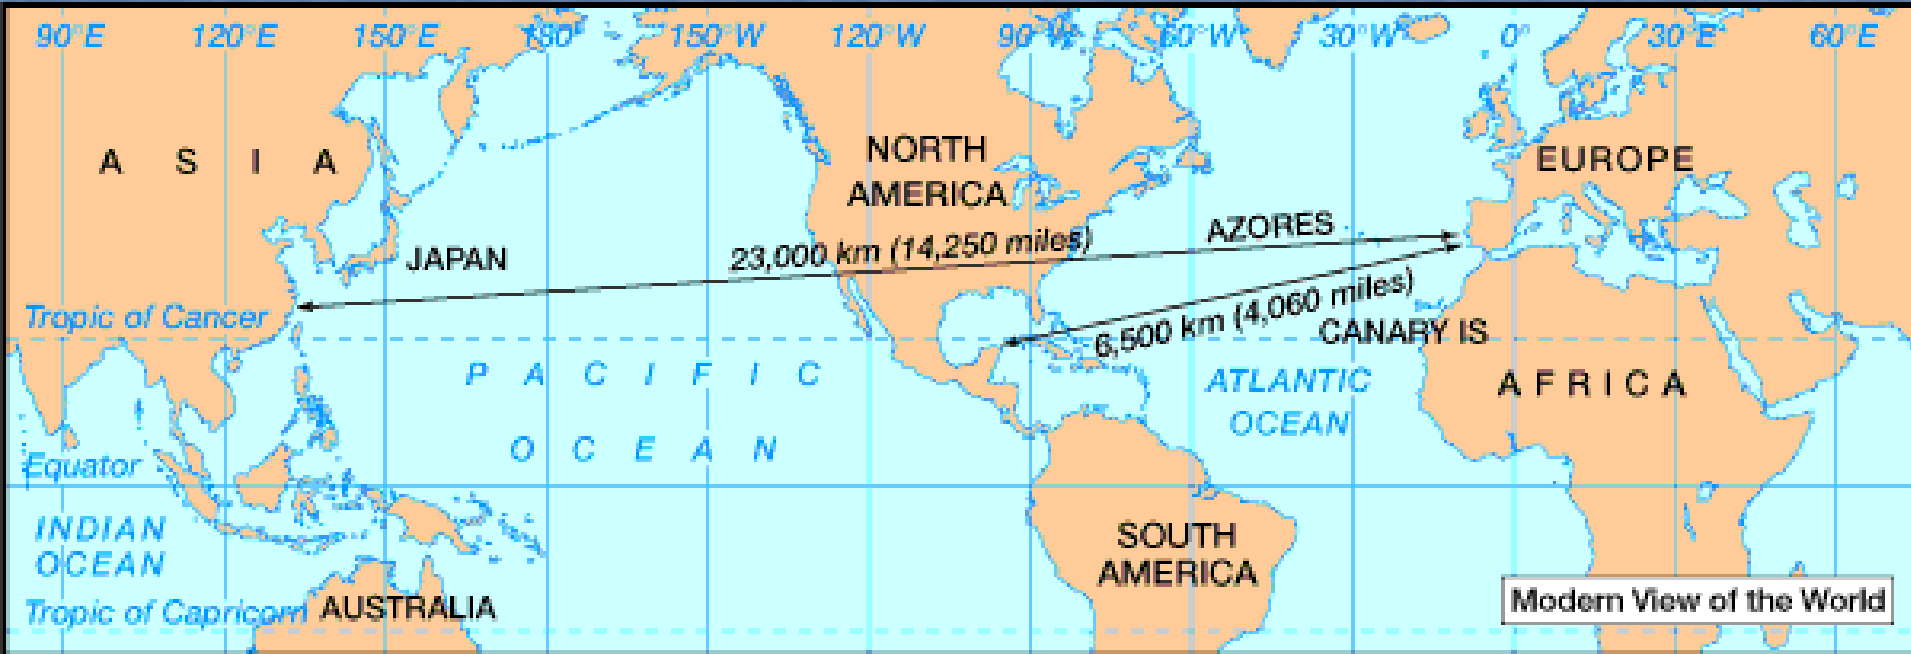 90°E 120°E 150°E 180° 150°W 120°W 90°W 60°W 30°W 0° 30°E 60°E
NORTH
AMERICA
A S I A
EUROPE
AZORES
JAPAN
23,000 km (14,250 miles)
6,500 km (4,060 miles)
Tropic of Cancer
CANARY IS
P A C I F I C
O C E A N
ATLANTIC
OCEAN
A F R I C A
Equator
INDIAN
OCEAN
SOUTH
AMERICA
Tropic of Capricorn
AUSTRALIA
Modern View of the World